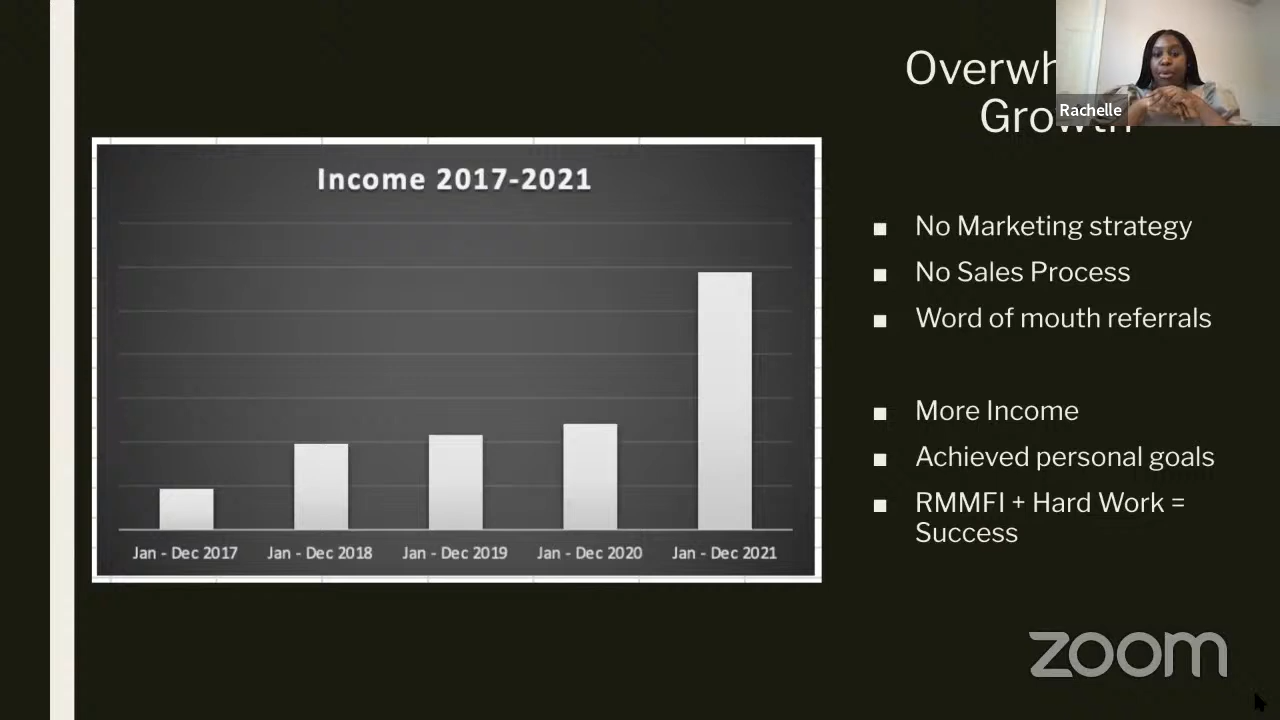 Overwh
Growth
Rachelle
Income 2017-2021
Jan - Dec 2017
Jan - Dec 2018
Jan - Dec 2019
Jan - Dec 2020
Jan - Dec 2021
■ No Marketing strategy
■ No Sales Process
■ Word of mouth referrals
■ More Income
■ Achieved personal goals
■ RMMFI + Hard Work =
Success
zoom